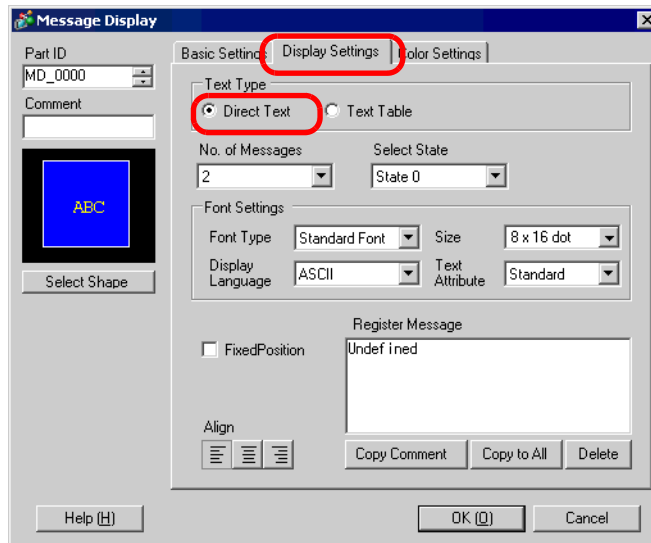 Message Display
Part ID
MD_0000
Comment
ABC
Select Shape
Basic Settings Display Settings Color Settings
Text Type
Direct Text Text Table
No. of Messages Select State
2 State 0
Font Settings
Font Type Standard Font Size 8 x 16 dot
Display Language ASCII Text Attribute Standard
Register Message
FixedPosition Undefined
Align
Copy Comment Copy to All Delete
Help (H) OK (O) Cancel